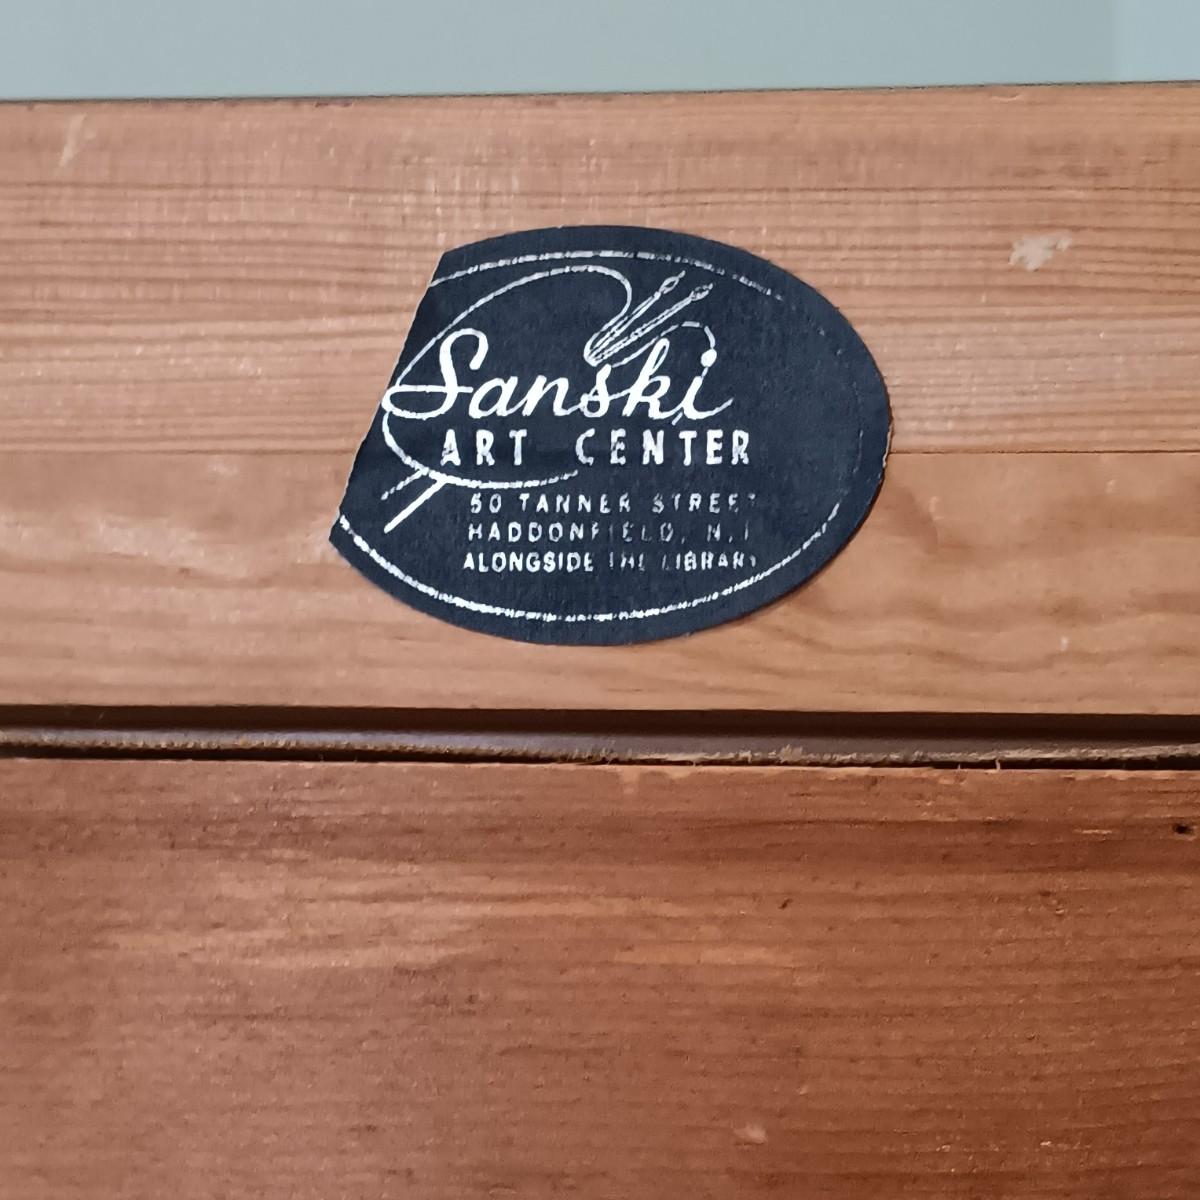 Sanski
ART CENTER
50 TANNER STREET
HADDONFIELD, N.J
ALONGSIDE THE LIBRARY